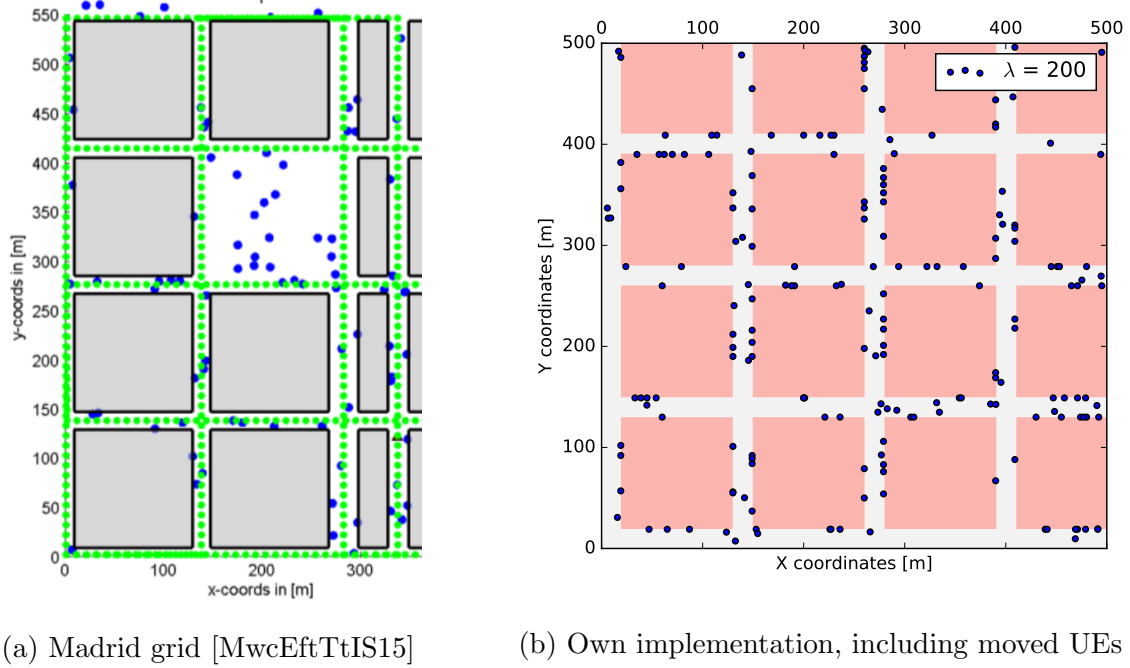 550
500
450
400
350
300
250
200
150
100
50
0
y-coords in [m]
0 100 200 300
x-coords in [m]
0 100 200 300 400 500
500
400
300
200
100
0
Y coordinates [m]
λ = 200
X coordinates [m]
(a) Madrid grid [MwcEftTtIS15]
(b) Own implementation, including moved UEs